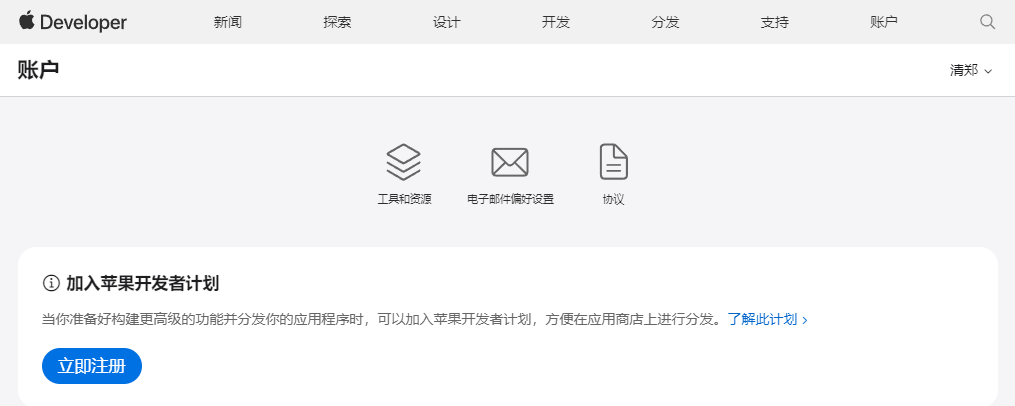 Developer 新闻 探索 设计 开发 分发 支持 账户
账户 清郑
工具和资源 电子邮件偏好设置 协议
加入苹果开发者计划
当你准备好构建更高级的功能并分发你的应用程序时，可以加入苹果开发者计划，方便在应用商店上进行分发。了解此计划 ›
立即注册